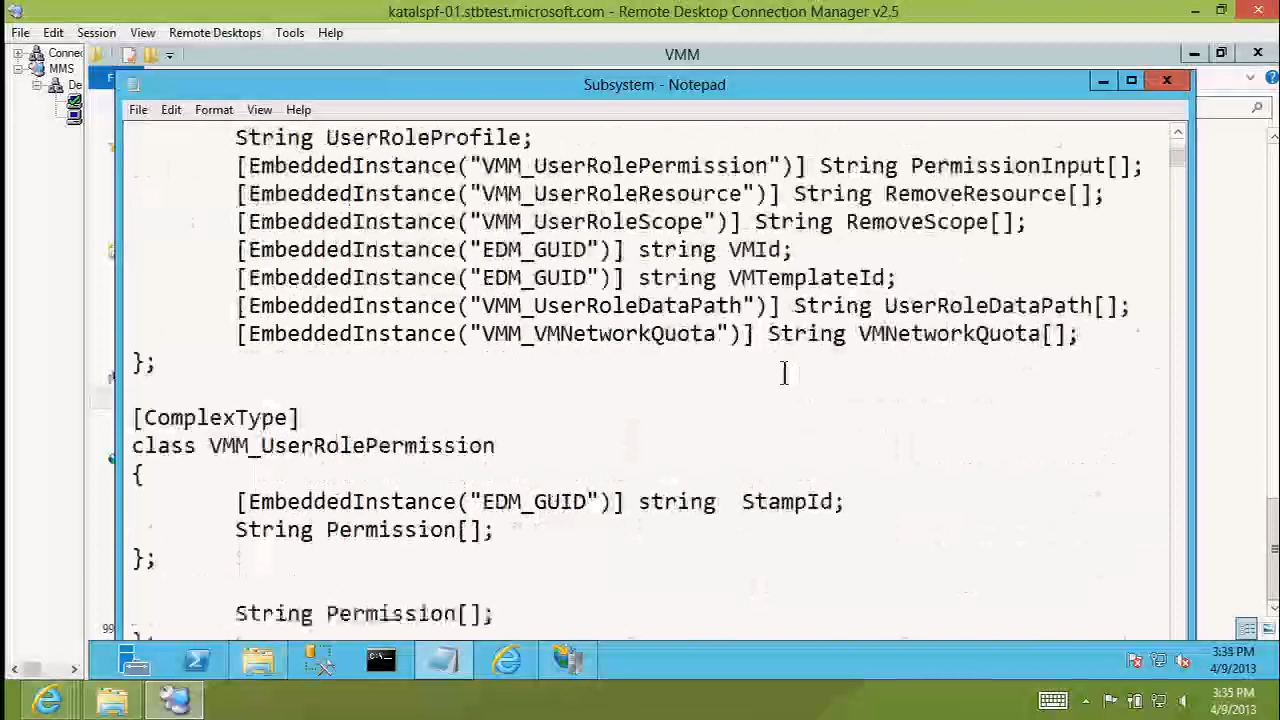 katalspf-01.stbtest.microsoft.com - Remote Desktop Connection Manager v2.5
File Edit Session View Remote Desktops Tools Help
Connec
MMS
De
VMM
F
Subsystem - Notepad
File Edit Format View Help
String UserRoleProfile;
[EmbeddedInstance("VMM_UserRolePermission")] String PermissionInput[];
[EmbeddedInstance("VMM_UserRoleResource")] String RemoveResource[];
[EmbeddedInstance("VMM_UserRoleScope")] String RemoveScope[];
[EmbeddedInstance("EDM_GUID")] string VMId;
[EmbeddedInstance("EDM_GUID")] string VMTemplateId;
[EmbeddedInstance("VMM_UserRoleDataPath")] String UserRoleDataPath[];
[EmbeddedInstance("VMM_VMNetworkQuota")] String VMNetworkQuota[];
};
[ComplexType]
class VMM_UserRolePermission
{
[EmbeddedInstance("EDM_GUID")] string StampId;
String Permission[];
};
String Permission[];
99
3:38 PM
4/9/2013
3:35 PM
4/9/2013